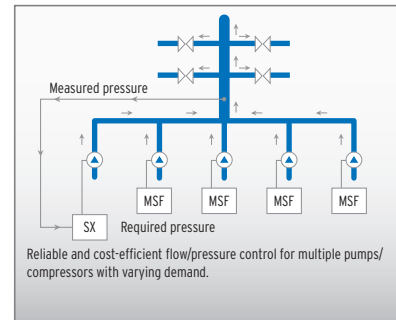 Measured pressure
MSF MSF MSF MSF
SX Required pressure
Reliable and cost-efficient flow/pressure control for multiple pumps/
compressors with varying demand.